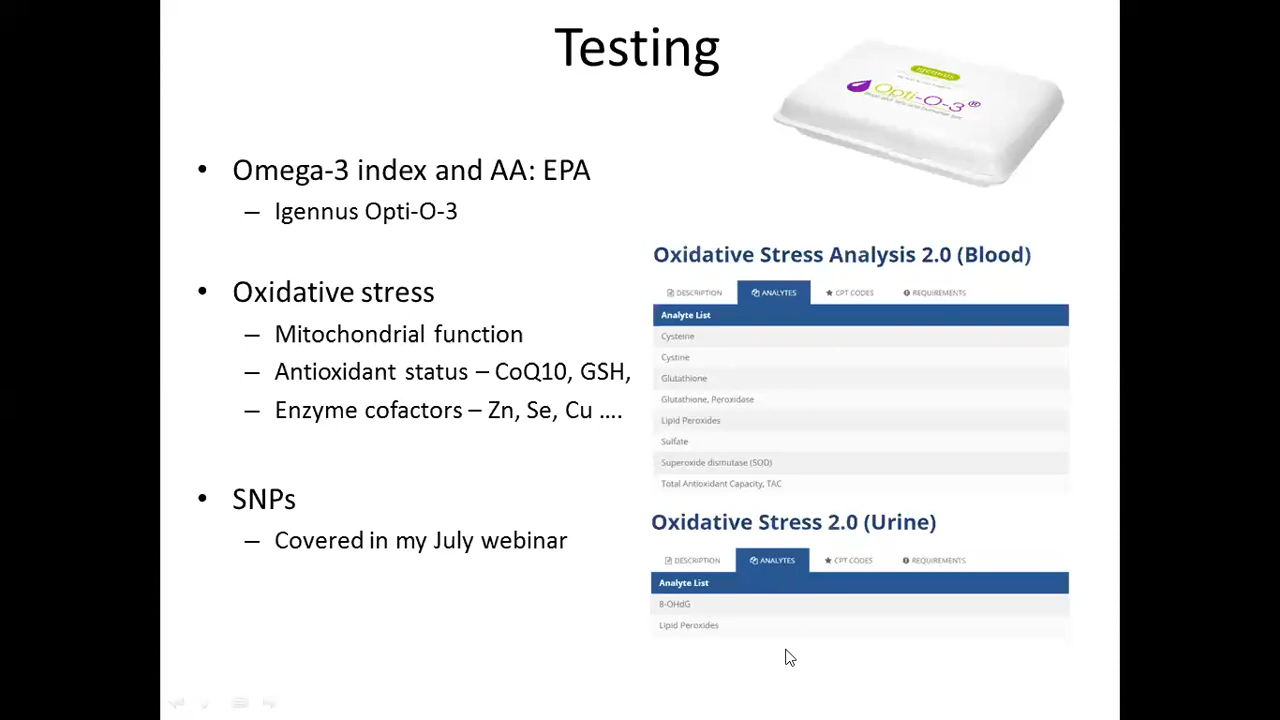 Testing
Opti-O-3®
• Omega-3 index and AA: EPA
– Igennus Opti-O-3
• Oxidative stress
– Mitochondrial function
– Antioxidant status – CoQ10, GSH,
– Enzyme cofactors – Zn, Se, Cu ....
• SNPs
– Covered in my July webinar
Oxidative Stress Analysis 2.0 (Blood)
DESCRIPTION ANALYTES CPT CODES REQUIREMENTS
Analyte List
Cysteine
Cystine
Glutathione
Glutathione, Peroxidase
Lipid Peroxides
Sulfate
Superoxide dismutase (SOD)
Total Antioxidant Capacity, TAC
Oxidative Stress 2.0 (Urine)
DESCRIPTION ANALYTES CPT CODES REQUIREMENTS
Analyte List
8-OHdG
Lipid Peroxides